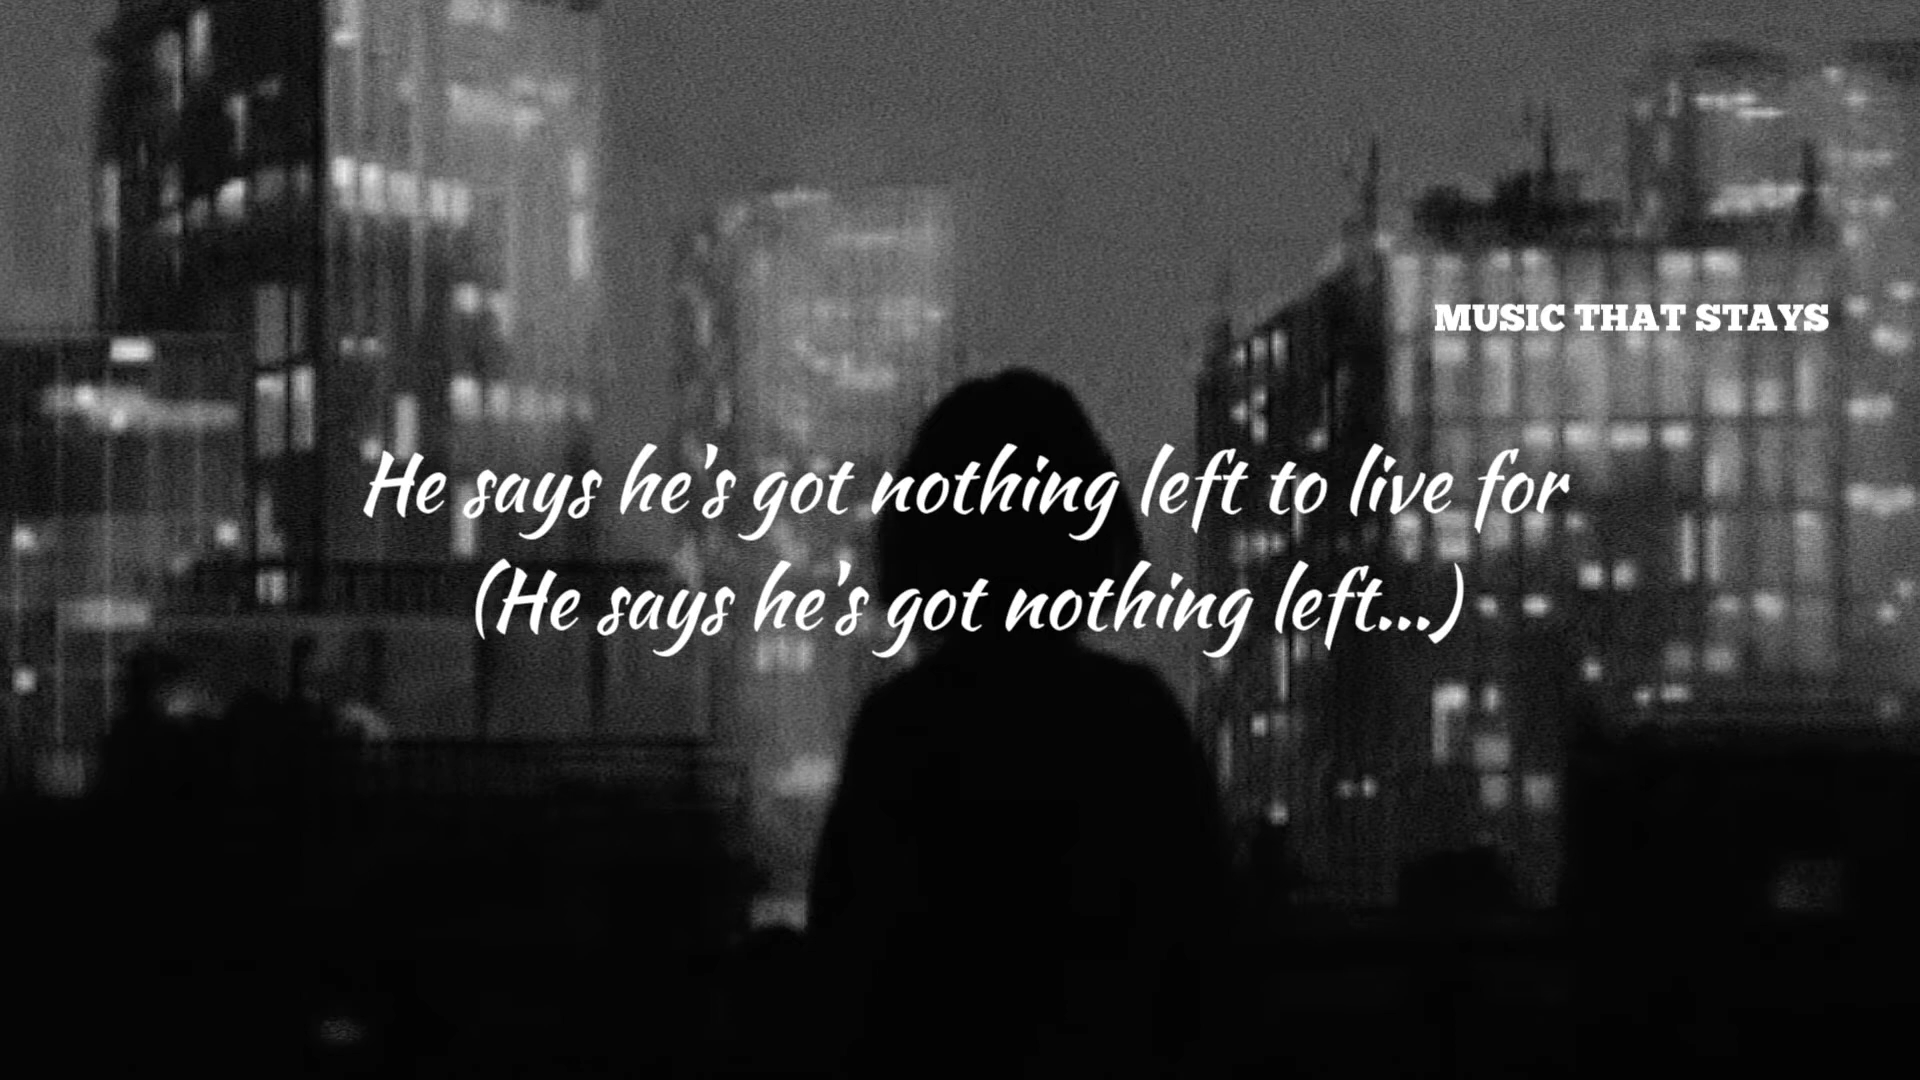 MUSIC THAT STAYS
He says he's got nothing left to live for
(He says he's got nothing left...)